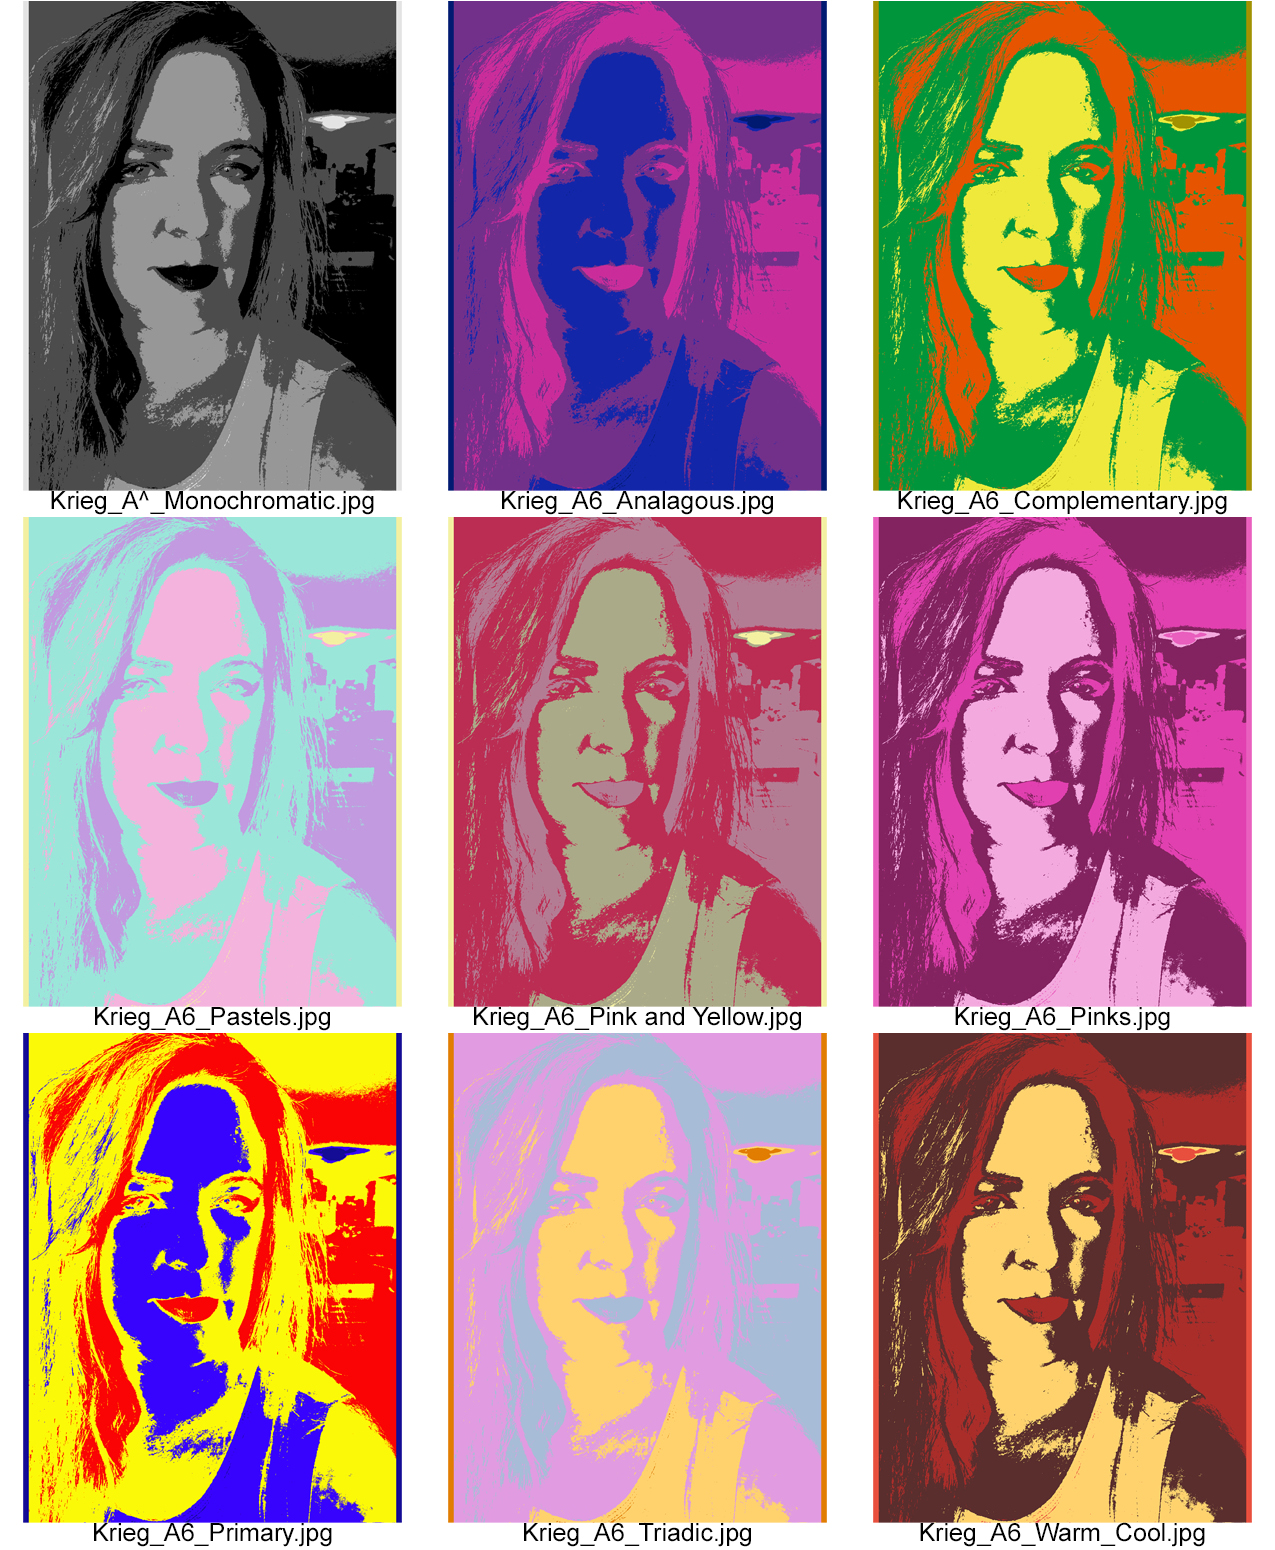 Krieg_A^_Monochromatic.jpg
Krieg_A6_Analagous.jpg
Krieg_A6_Complementary.jpg
Krieg_A6_Pastels.jpg
Krieg_A6_Pink and Yellow.jpg
Krieg_A6_Pinks.jpg
Krieg_A6_Primary.jpg
Krieg_A6_Triadic.jpg
Krieg_A6_Warm_Cool.jpg